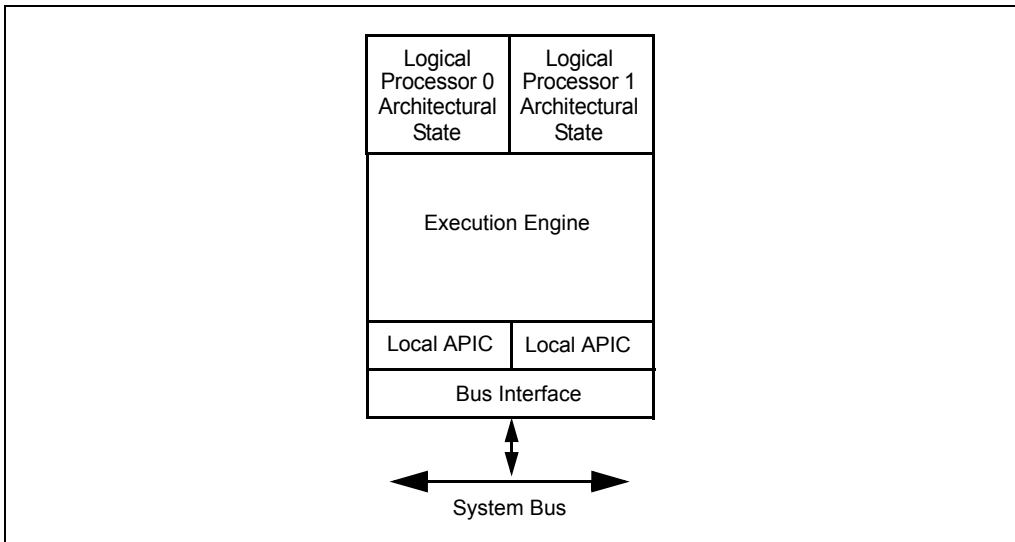 Logical
Processor 0
Architectural
State
Logical
Processor 1
Architectural
State
Execution Engine
Local APIC
Local APIC
Bus Interface
System Bus